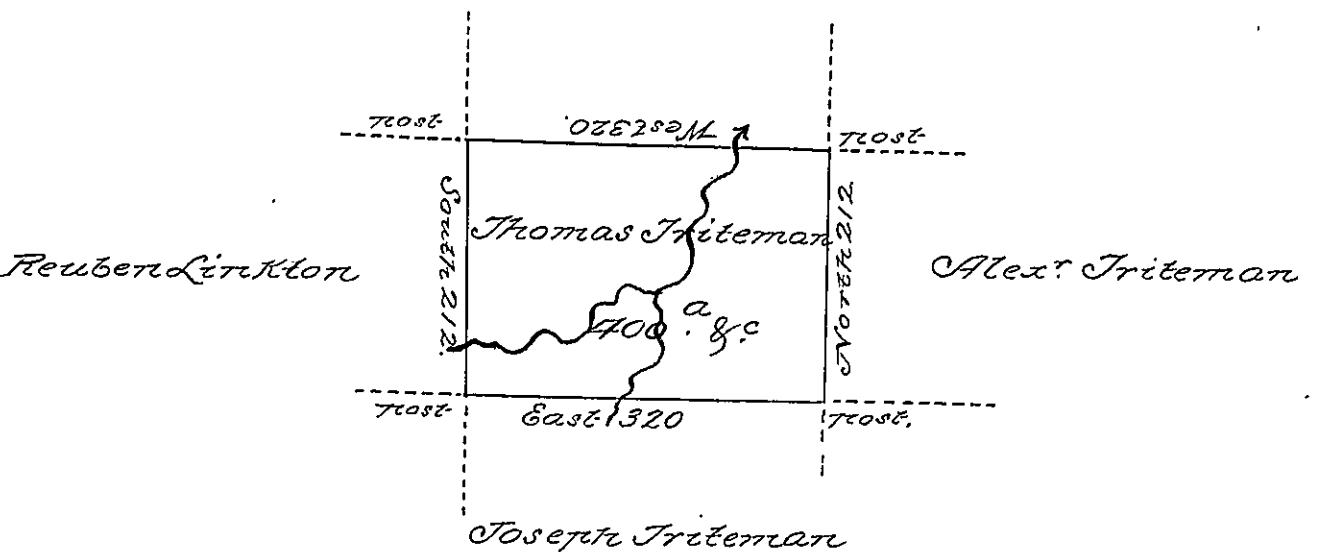 post
West 320.
post
South 212.
Thomas Triteman
North 212
Reuben Linkton
Alexʳ Triteman
400ᵃ. &ᶜ
post
East 320
post.
Joseph Triteman